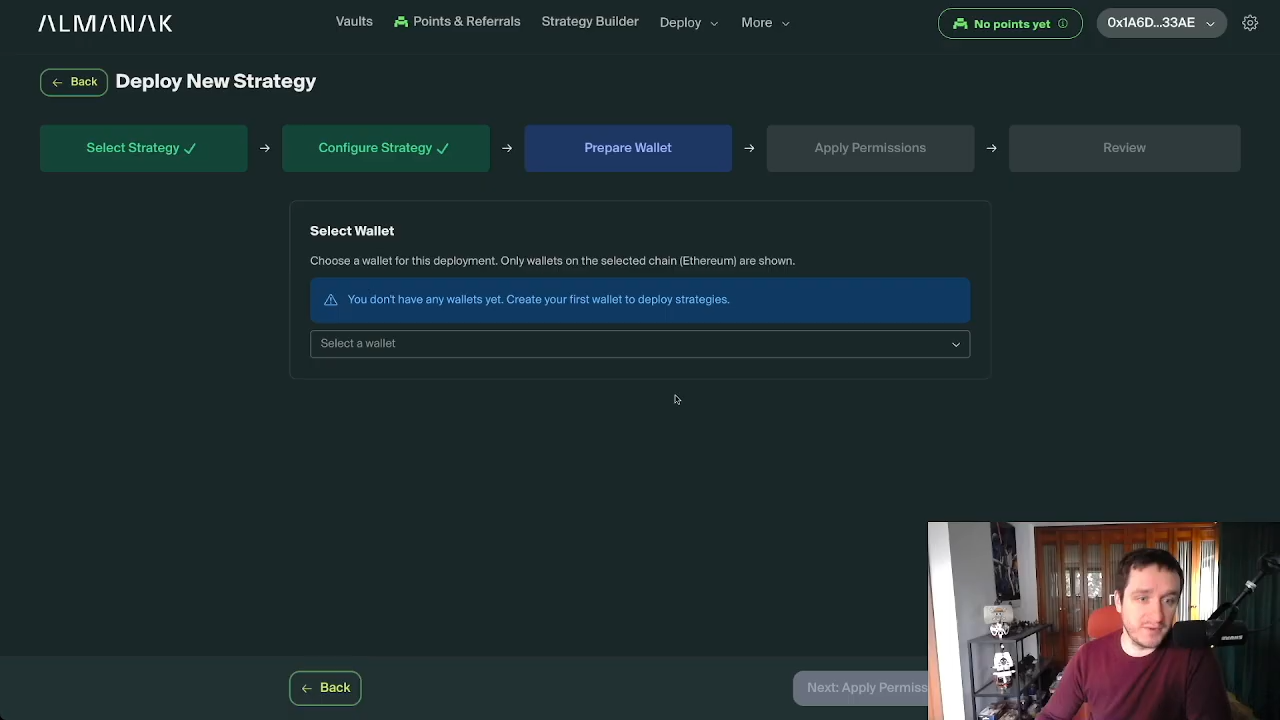 ALMANAK
Vaults
Points & Referrals
Strategy Builder
Deploy
More
No points yet
0x1A6D...33AE
Back
Deploy New Strategy
Select Strategy
Configure Strategy
Prepare Wallet
Apply Permissions
Review
Select Wallet
Choose a wallet for this deployment. Only wallets on the selected chain (Ethereum) are shown.
You don't have any wallets yet. Create your first wallet to deploy strategies.
Select a wallet
Back
Next: Apply Permiss